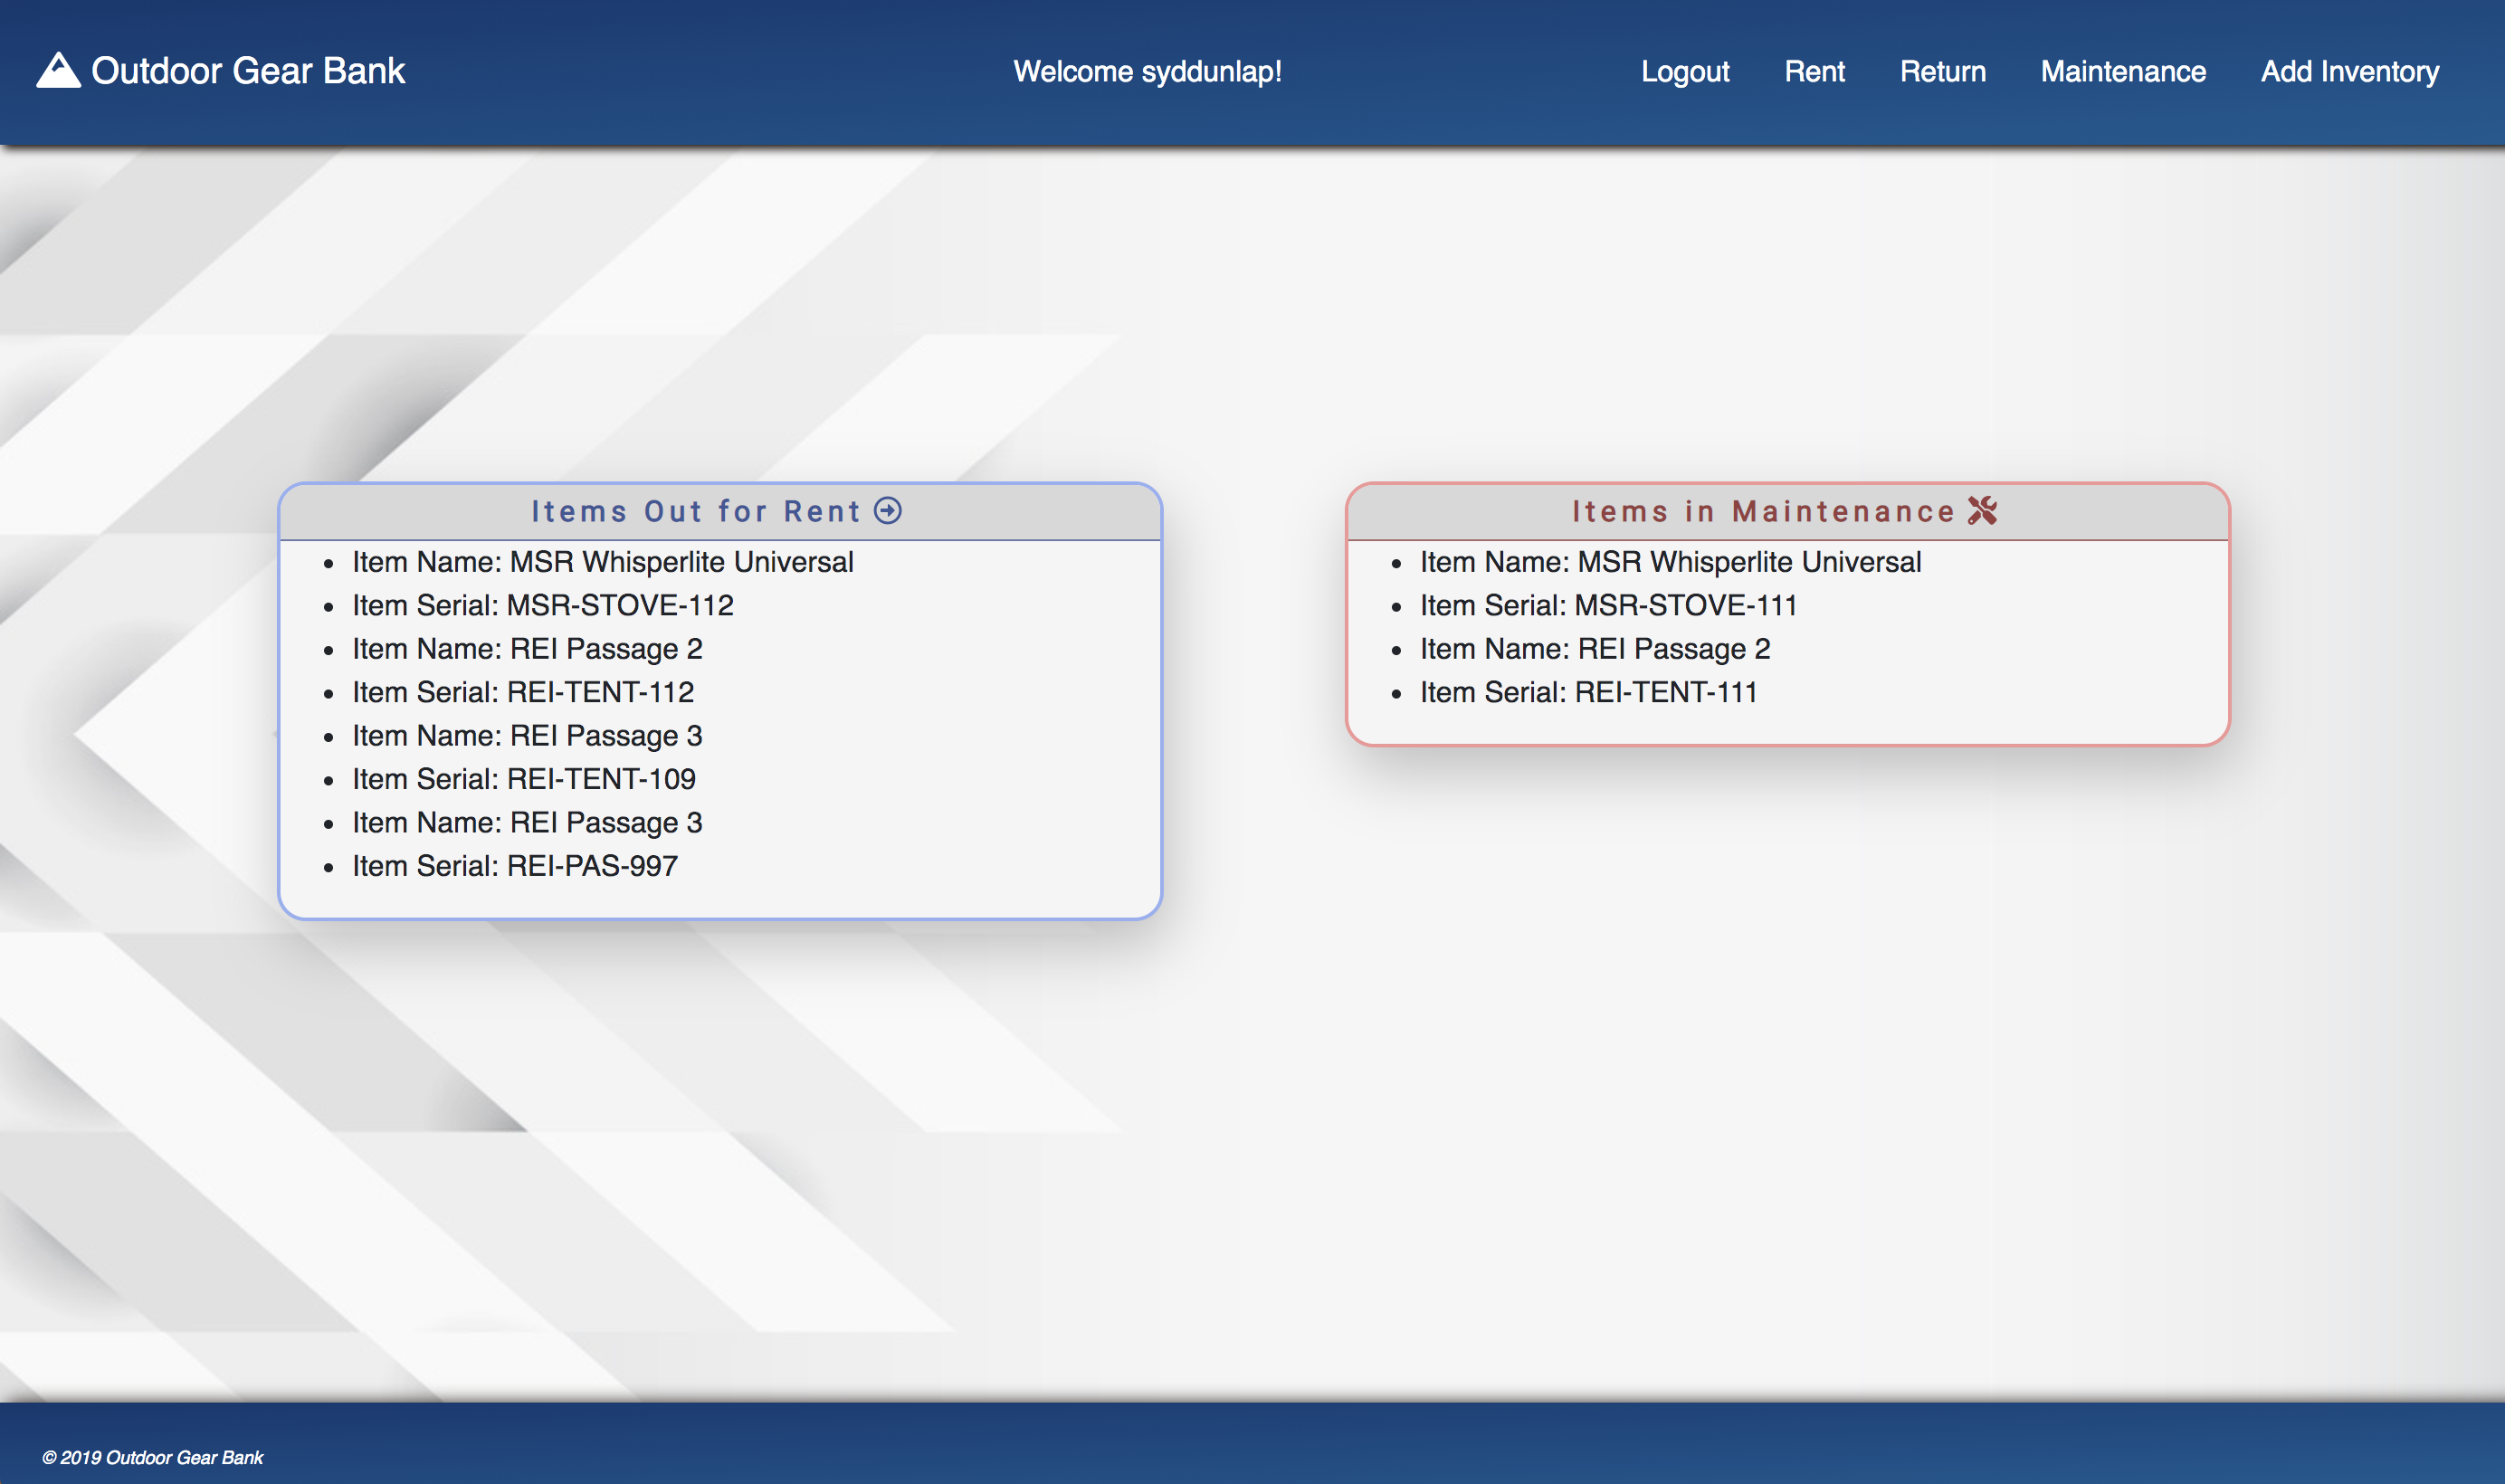 Outdoor Gear Bank
Welcome syddunlap!
Logout Rent Return Maintenance Add Inventory
Items Out for Rent
Item Name: MSR Whisperlite Universal
Item Serial: MSR-STOVE-112
Item Name: REI Passage 2
Item Serial: REI-TENT-112
Item Name: REI Passage 3
Item Serial: REI-TENT-109
Item Name: REI Passage 3
Item Serial: REI-PAS-997
Items in Maintenance
Item Name: MSR Whisperlite Universal
Item Serial: MSR-STOVE-111
Item Name: REI Passage 2
Item Serial: REI-TENT-111
© 2019 Outdoor Gear Bank